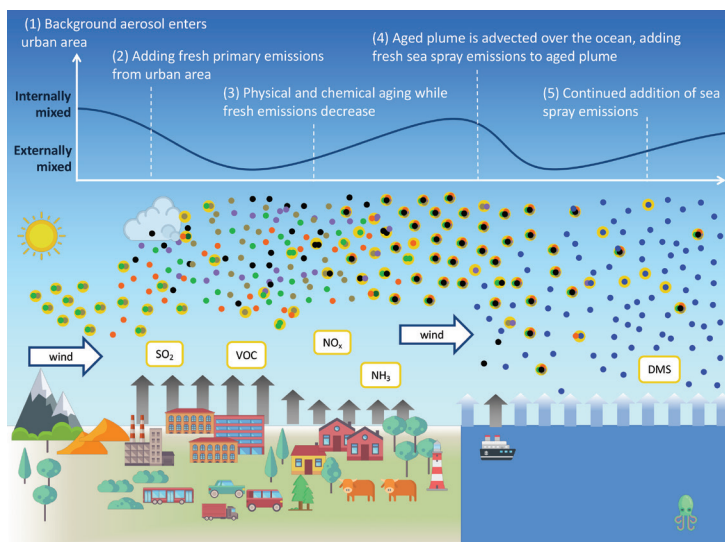 (1) Background aerosol enters
urban area
(2) Adding fresh primary emissions
from urban area
(3) Physical and chemical aging while
fresh emissions decrease
(4) Aged plume is advected over the ocean, adding
fresh sea spray emissions to aged plume
(5) Continued addition of sea
spray emissions
Internally
mixed
Externally
mixed
wind
SO₂
VOC
NOₓ
NH₃
wind
DMS